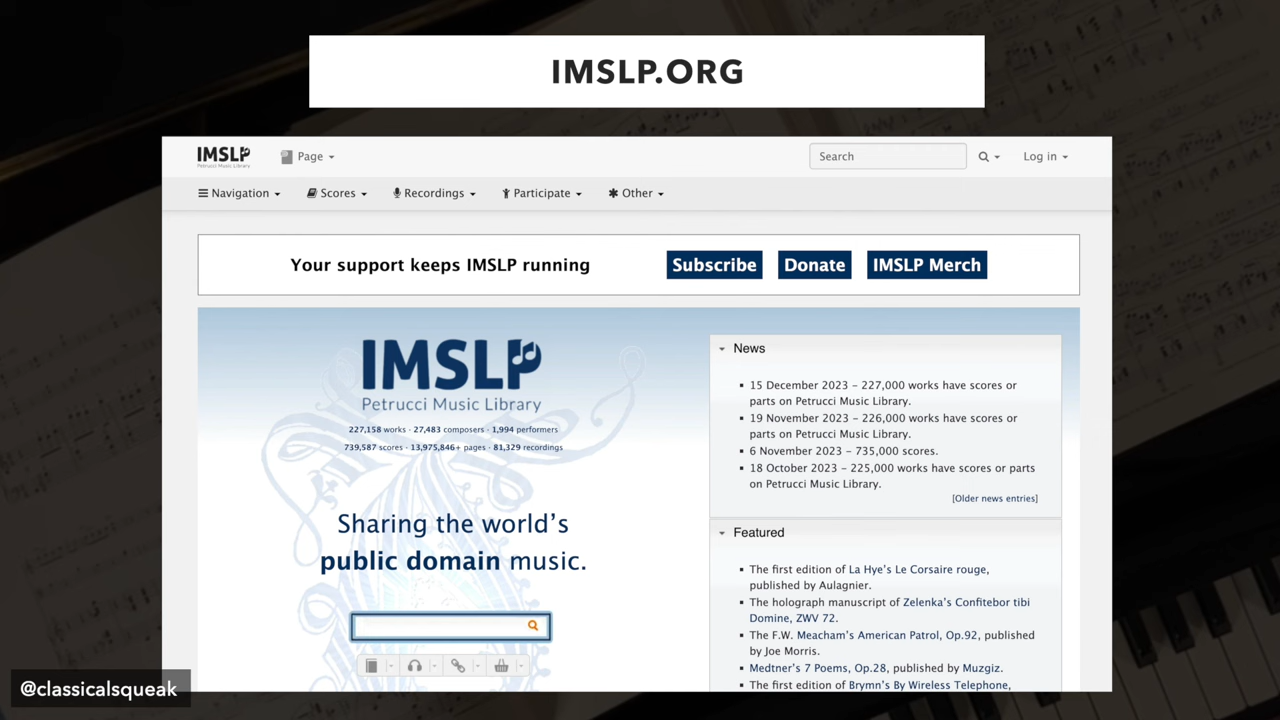 IMSLP.ORG
IMSLP
Petrucci Music Library
Page
Search
Log in
Navigation
Scores
Recordings
Participate
Other
Your support keeps IMSLP running
Subscribe
Donate
IMSLP Merch
IMSLP
Petrucci Music Library
227,158 works · 27,483 composers · 1,994 performers
739,587 scores · 13,975,846+ pages · 81,329 recordings
Sharing the world's
public domain music.
News
15 December 2023 – 227,000 works have scores or
parts on Petrucci Music Library.
19 November 2023 – 226,000 works have scores or
parts on Petrucci Music Library.
6 November 2023 – 735,000 scores.
18 October 2023 – 225,000 works have scores or parts
on Petrucci Music Library.
[Older news entries]
Featured
The first edition of La Hye's Le Corsaire rouge,
published by Aulagnier.
The holograph manuscript of Zelenka's Confitebor tibi
Domine, ZWV 72.
The F.W. Meacham's American Patrol, Op.92, published
by Joe Morris.
Medtner's 7 Poems, Op.28, published by Muzgiz.
The first edition of Brymn's By Wireless Telephone,
@classicalsqueak